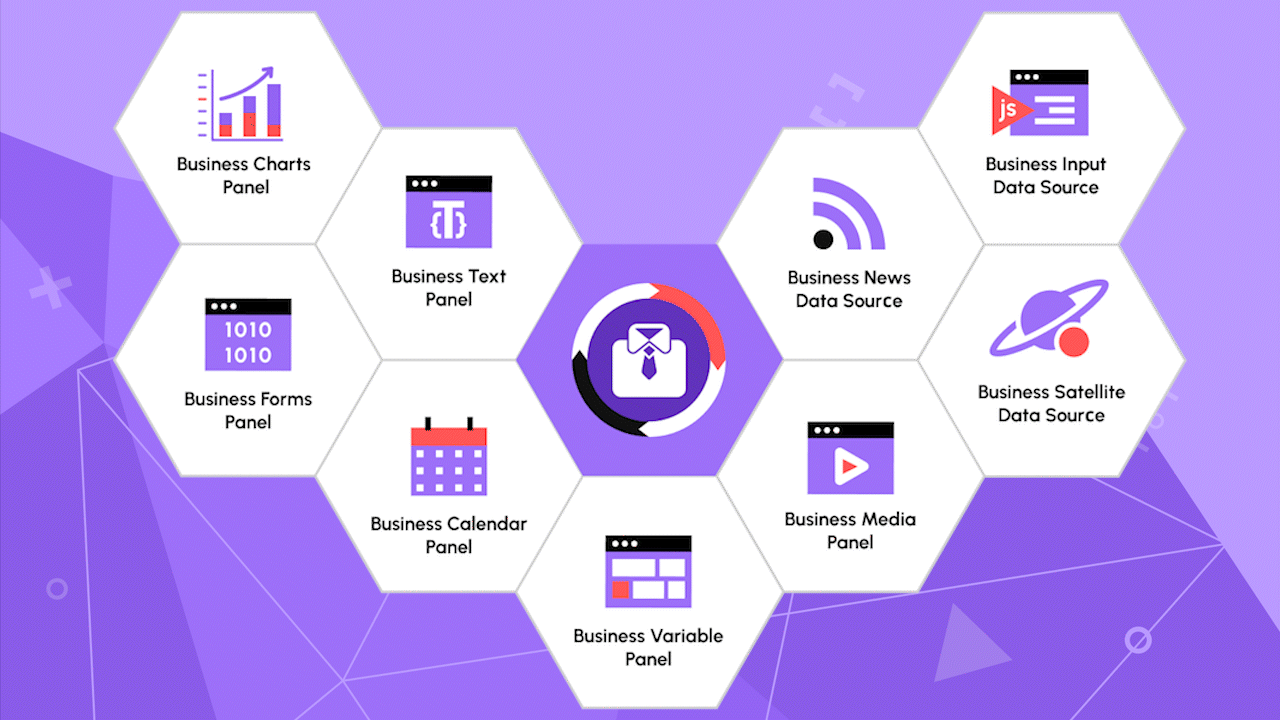 Business Charts
Panel
js
Business Input
Data Source
{T}
Business Text
Panel
Business News
Data Source
1010
1010
Business Forms
Panel
Business Satellite
Data Source
Business Calendar
Panel
Business Media
Panel
Business Variable
Panel